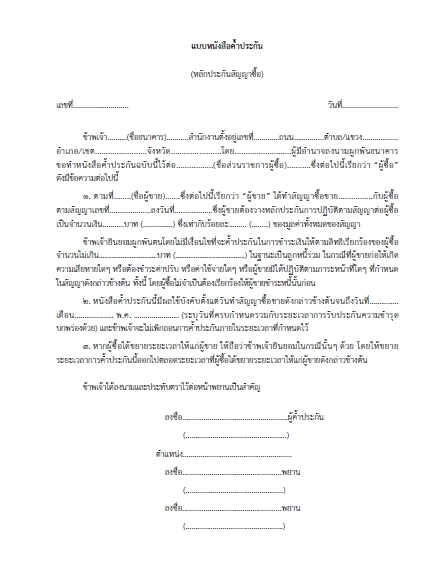 แบบหนังสือค้ำประกัน
(หลักประกันสัญญาซื้อ)
เลขที่............................ วันที่............................
ข้าพเจ้า..........(ชื่อธนาคาร)...........สำนักงานตั้งอยู่เลขที่.............ถนน...............ตำบล/แขวง..................
อำเภอ/เขต..........................จังหวัด..........................โดย.............................ผู้มีอำนาจลงนามผูกพันธนาคาร
ขอทำหนังสือค้ำประกันฉบับนี้ไว้ต่อ...............(ชื่อส่วนราชการผู้ซื้อ)............ซึ่งต่อไปนี้เรียกว่า “ผู้ซื้อ”
ดังมีข้อความต่อไปนี้
๑. ตามที่.........(ชื่อผู้ขาย).......ซึ่งต่อไปนี้เรียกว่า “ผู้ขาย” ได้ทำสัญญาซื้อขาย.................กับผู้ซื้อ
ตามสัญญาเลขที่....................ลงวันที่...............ซึ่งผู้ขายต้องวางหลักประกันการปฏิบัติตามสัญญาต่อผู้ซื้อ
เป็นจำนวนเงิน..........บาท (...............) ซึ่งเท่ากับร้อยละ......... (.........) ของมูลค่าทั้งหมดของสัญญา
ข้าพเจ้ายินยอมผูกพันตนโดยไม่มีเงื่อนไขที่จะค้ำประกันในการชำระเงินให้ตามสิทธิเรียกร้องของผู้ซื้อ
จำนวนไม่เกิน.............................บาท (...................................) ในฐานะเป็นลูกหนี้ร่วม ในกรณีที่ผู้ขายก่อให้เกิด
ความเสียหายใดๆ หรือต้องชำระค่าปรับ หรือค่าใช้จ่ายใดๆ หรือผู้ขายมิได้ปฏิบัติตามภาระหน้าที่ใดๆ ที่กำหนด
ในสัญญาดังกล่าวข้างต้น ทั้งนี้ โดยผู้ซื้อไม่จำเป็นต้องเรียกร้องให้ผู้ขายชำระหนี้นั้นก่อน
๒. หนังสือค้ำประกันนี้มีผลใช้บังคับตั้งแต่วันทำสัญญาซื้อขายดังกล่าวข้างต้นจนถึงวันที่..............
เดือน.................... พ.ศ. ....................... (ระบุวันที่ครบกำหนดรวมกับระยะเวลาการรับประกันความชำรุด
บกพร่องด้วย) และข้าพเจ้าจะไม่เพิกถอนการค้ำประกันภายในระยะเวลาที่กำหนดไว้
๓. หากผู้ซื้อได้ขยายระยะเวลาให้แก่ผู้ขาย ให้ถือว่าข้าพเจ้ายินยอมในกรณีนั้นๆ ด้วย โดยให้ขยาย
ระยะเวลาการค้ำประกันนี้ออกไปตลอดระยะเวลาที่ผู้ซื้อได้ขยายระยะเวลาให้แก่ผู้ขายดังกล่าวข้างต้น
ข้าพเจ้าได้ลงนามและประทับตราไว้ต่อหน้าพยานเป็นสำคัญ
ลงชื่อ.....................................................ผู้ค้ำประกัน
(....................................................)
ตำแหน่ง.......................................................
ลงชื่อ..................................................พยาน
(..................................................)
ลงชื่อ..................................................พยาน
(..................................................)